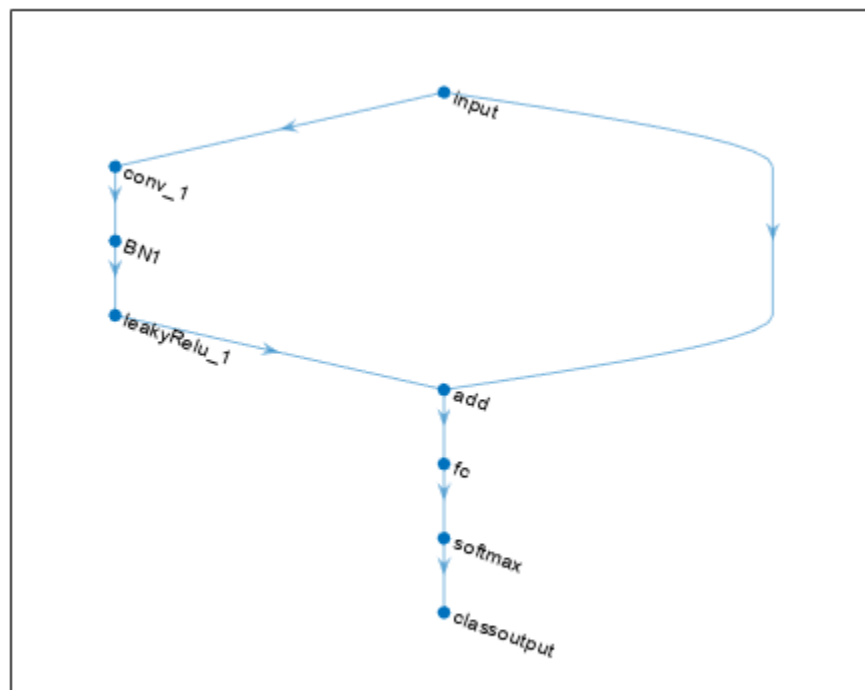 input
conv_1
BN1
leakyRelu_1
add
fc
softmax
classoutput